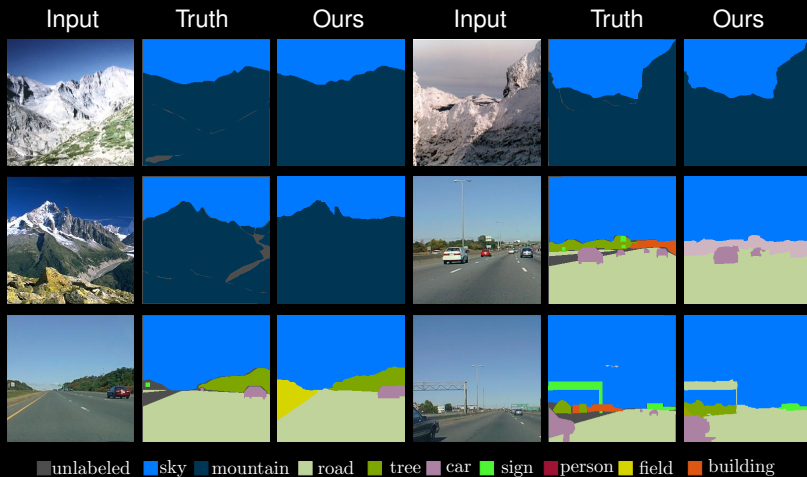 Input Truth Ours Input Truth Ours
unlabeled sky mountain road tree car sign person field building